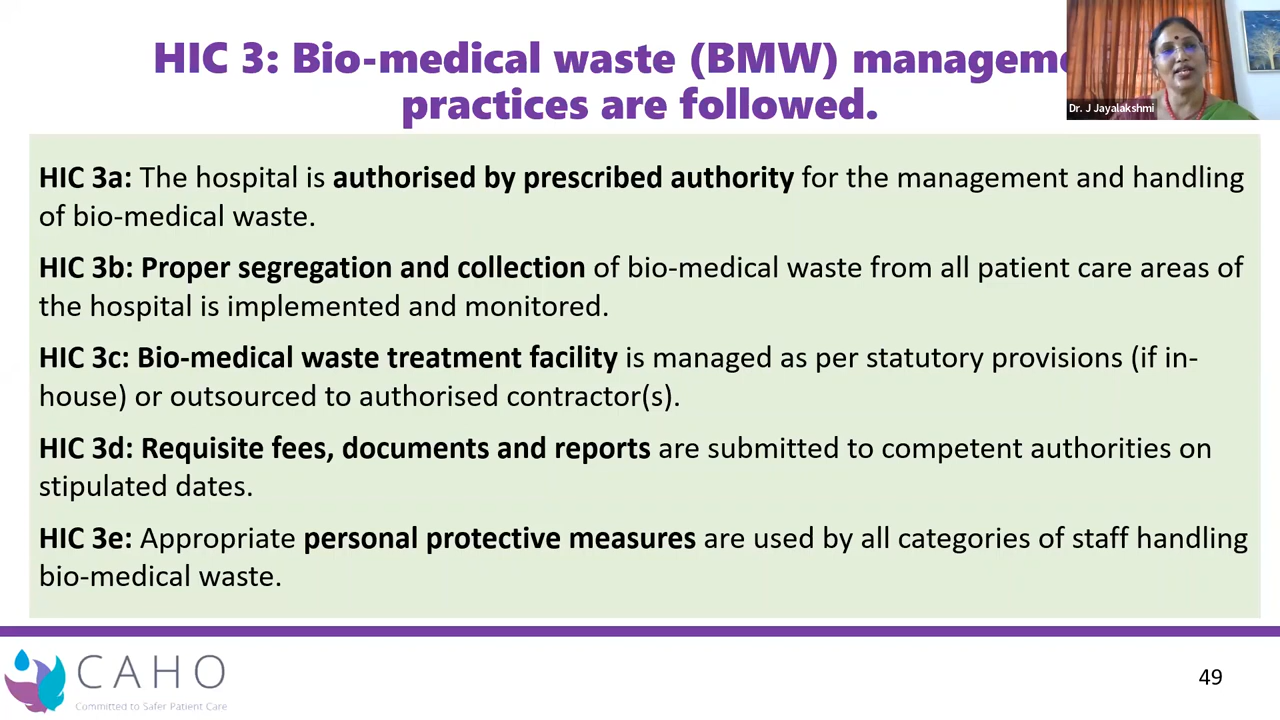 HIC 3: Bio-medical waste (BMW) managem
practices are followed.
Dr. J Jayalakshmi
HIC 3a: The hospital is authorised by prescribed authority for the management and handling
of bio-medical waste.
HIC 3b: Proper segregation and collection of bio-medical waste from all patient care areas of
the hospital is implemented and monitored.
HIC 3c: Bio-medical waste treatment facility is managed as per statutory provisions (if in-
house) or outsourced to authorised contractor(s).
HIC 3d: Requisite fees, documents and reports are submitted to competent authorities on
stipulated dates.
HIC 3e: Appropriate personal protective measures are used by all categories of staff handling
bio-medical waste.
CAHO
Committed to Safer Patient Care
49